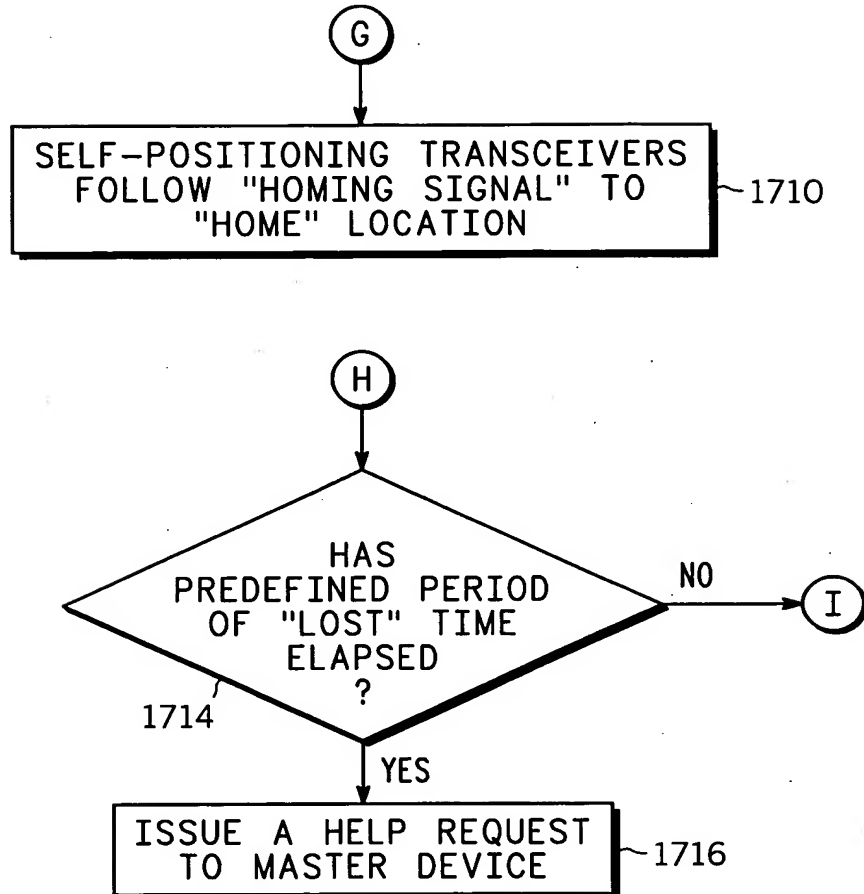 G
SELF-POSITIONING TRANSCEIVERS
FOLLOW "HOMING SIGNAL" TO
"HOME" LOCATION
1710
H
HAS
PREDEFINED PERIOD
OF "LOST" TIME
ELAPSED
?
NO
I
1714
YES
ISSUE A HELP REQUEST
TO MASTER DEVICE
1716